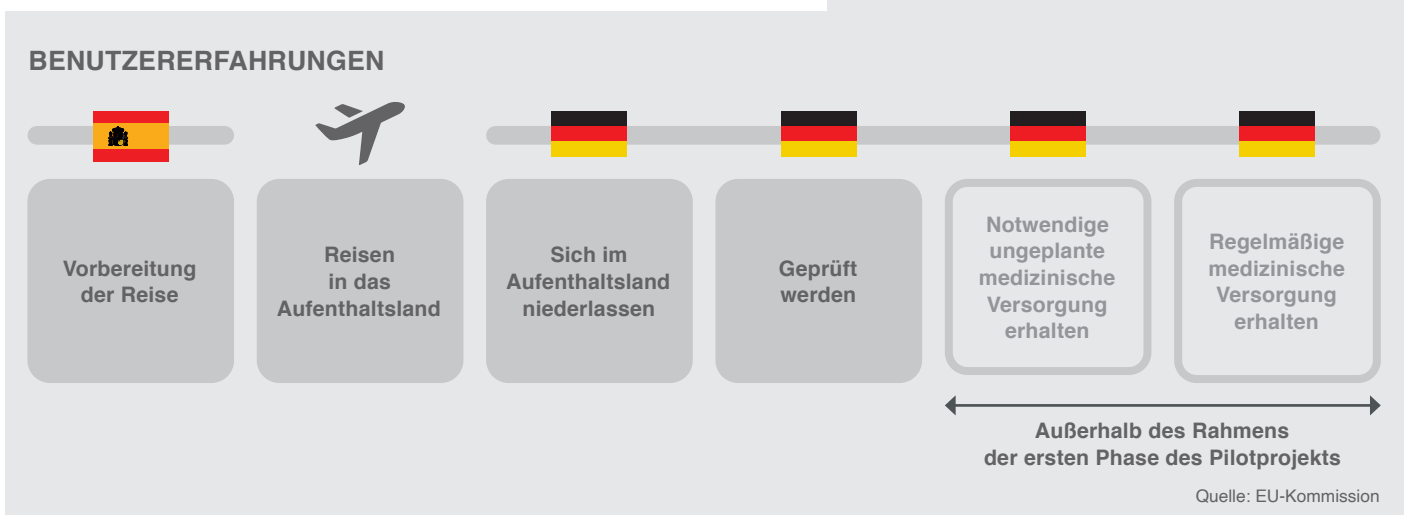 BENUTZERERFAHRUNGEN
Vorbereitung
der Reise
Reisen
in das
Aufenthaltsland
Sich im
Aufenthaltsland
niederlassen
Geprüft
werden
Notwendige
ungeplante
medizinische
Versorgung
erhalten
Regelmäßige
medizinische
Versorgung
erhalten
Außerhalb des Rahmens
der ersten Phase des Pilotprojekts
Quelle: EU-Kommission